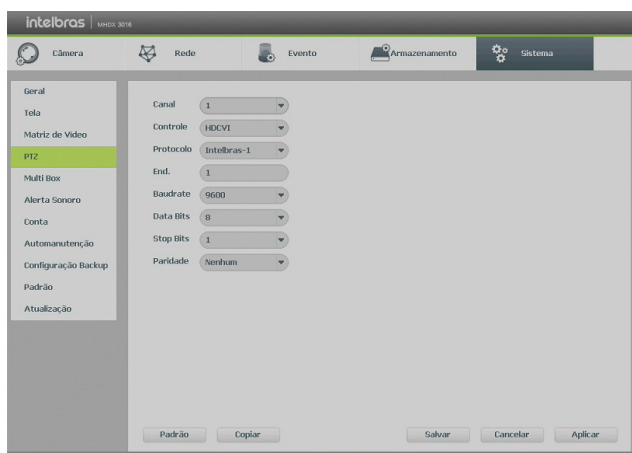 intelbras | MHDX 3016
Câmera
Rede
Evento
Armazenamento
Sistema
Geral
Tela
Matriz de Vídeo
PTZ
Multi Box
Alerta Sonoro
Conta
Automanutenção
Configuração Backup
Padrão
Atualização
Canal 1
Controle HDCVI
Protocolo Intelbras-1
End. 1
Baudrate 9600
Data Bits 8
Stop Bits 1
Paridade Nenhum
Padrão Copiar Salvar Cancelar Aplicar